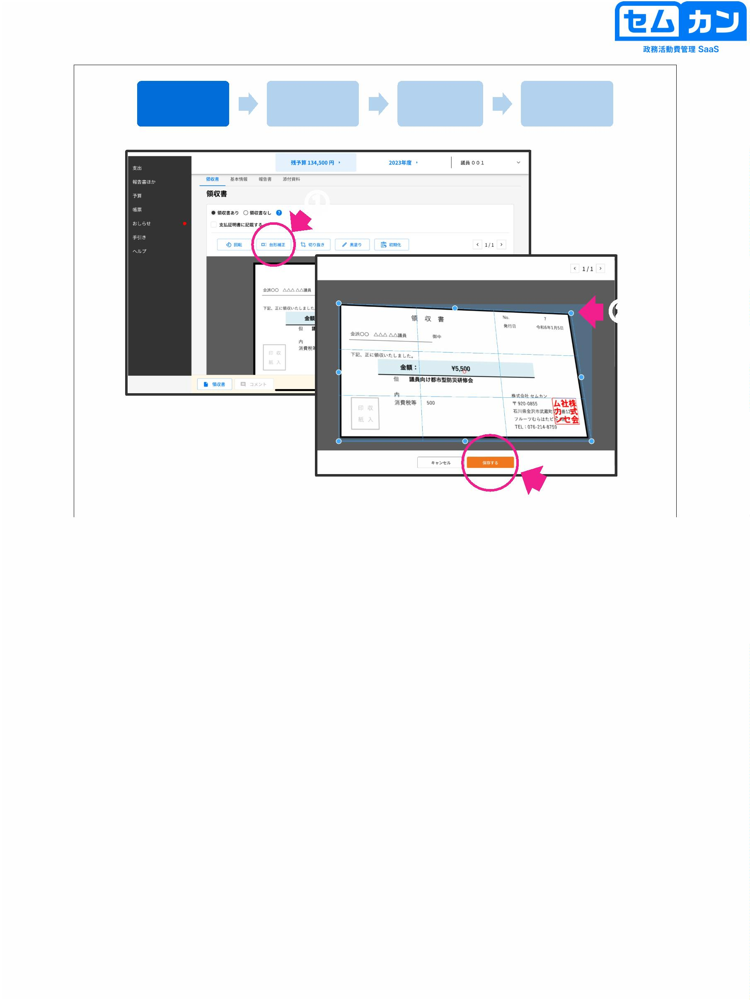 セムカン
政務活動費管理 SaaS
残予算 134,500 円
2023年度
議員 0 0 1
支出
報告書ほか
予算
帳票
おしらせ
手引き
ヘルプ
領収書 基本情報 報告書 添付資料
領収書
①
領収書あり 領収書なし ?
支払証明書に記載する
回転 台形補正 切り抜き 黒塗り 初期化 1 / 1
会派〇〇 △△△ △△議員
下記、正に領収いたしました
金額
但
内
消費税等
印 収
紙 入
領収書 コメント
1 / 1
領 収 書
No. 7
発行日 令和6年1月5日
会派〇〇 △△△ △△議員 御中
下記、正に領収いたしました。
金額: ¥5,500
但 議員向け都市型防災研修会
内
消費税等 500
印 収
紙 入
株式会社 セムカン
〒920-0855
石川県金沢市武蔵町
フルーツむらはたビル
TEL:076-214-8759
株式会
社セ
ムカン
キャンセル 保存する